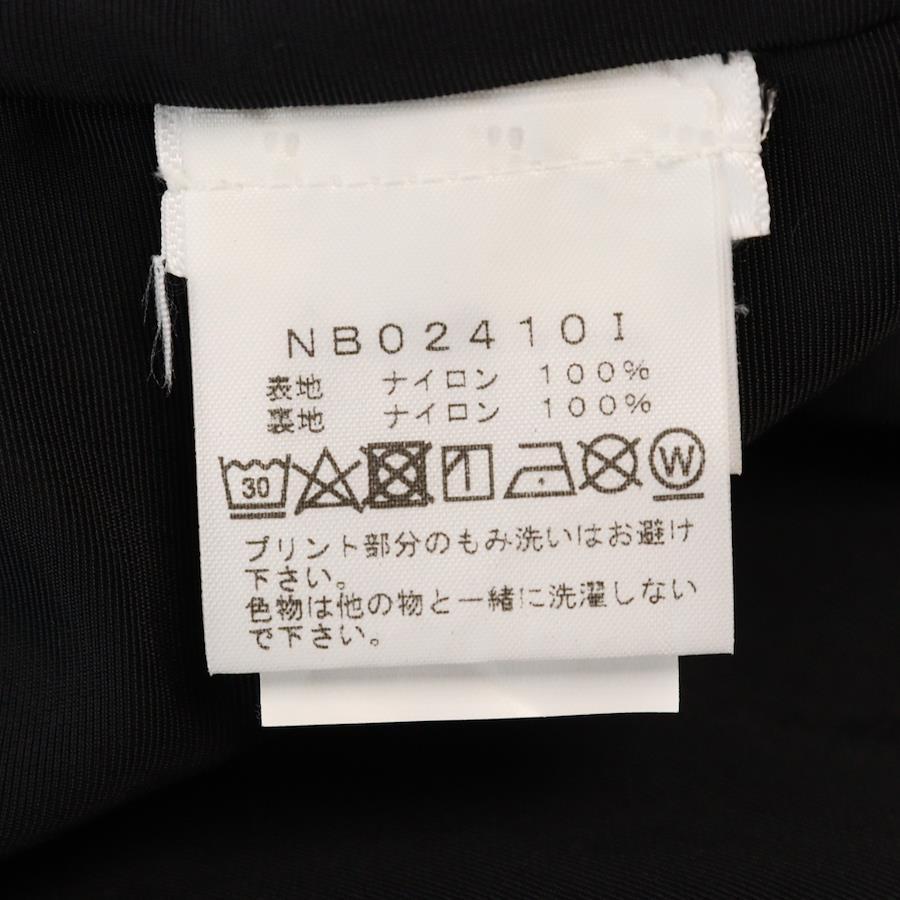 NB02410I
表地 ナイロン 100%
裏地 ナイロン 100%
30 W
プリント部分のもみ洗いはお避け
下さい。
色物は他の物と一緒に洗濯しない
で下さい。